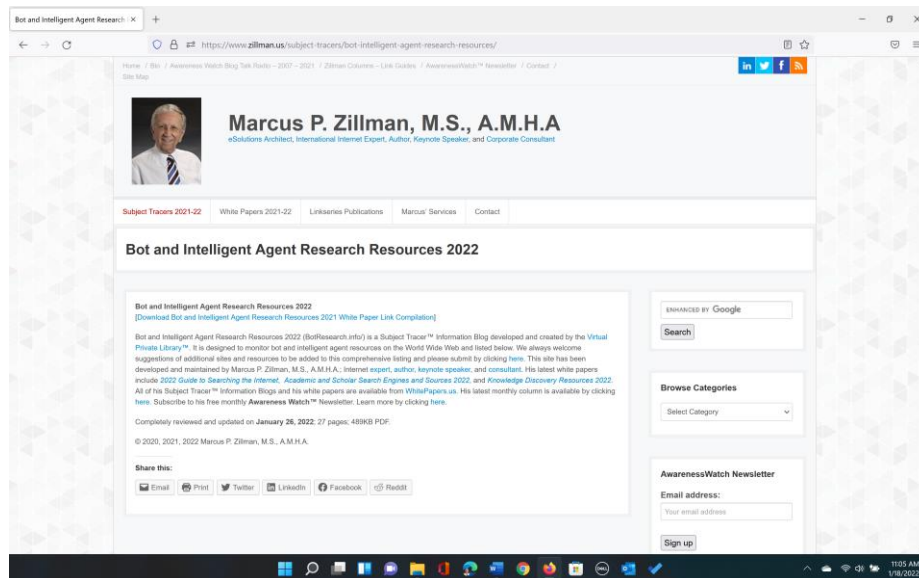 Bot and Intelligent Agent Research
https://www.zillman.us/subject-tracers/bot-intelligent-agent-research-resources/
Home / Bio / Awareness Watch Blog Talk Radio – 2007 – 2021 / Zillman Columns – Link Guides / AwarenessWatch™ Newsletter / Contact /
Site Map
Marcus P. Zillman, M.S., A.M.H.A
eSolutions Architect, International Internet Expert, Author, Keynote Speaker, and Corporate Consultant
Subject Tracers 2021-22 White Papers 2021-22 Linkseries Publications Marcus' Services Contact
Bot and Intelligent Agent Research Resources 2022
Bot and Intelligent Agent Research Resources 2022
[Download Bot and Intelligent Agent Research Resources 2021 White Paper Link Compilation]
Bot and Intelligent Agent Research Resources 2022 (BotResearch.info/) is a Subject Tracer™ Information Blog developed and created by the Virtual
Private Library™. It is designed to monitor bot and intelligent agent resources on the World Wide Web and listed below. We always welcome
suggestions of additional sites and resources to be added to this comprehensive listing and please submit by clicking here. This site has been
developed and maintained by Marcus P. Zillman, M.S., A.M.H.A.; Internet expert, author, keynote speaker, and consultant. His latest white papers
include 2022 Guide to Searching the Internet, Academic and Scholar Search Engines and Sources 2022, and Knowledge Discovery Resources 2022.
All of his Subject Tracer™ Information Blogs and his white papers are available from WhitePapers.us. His latest monthly column is available by clicking
here. Subscribe to his free monthly Awareness Watch™ Newsletter. Learn more by clicking here.
Completely reviewed and updated on January 26, 2022; 27 pages; 489KB PDF.
© 2020, 2021, 2022 Marcus P. Zillman, M.S., A.M.H.A.
Share this:
Email Print Twitter LinkedIn Facebook Reddit
ENHANCED BY Google
Search
Browse Categories
Select Category
AwarenessWatch Newsletter
Email address:
Your email address
Sign up
11:05 AM
1/18/2022